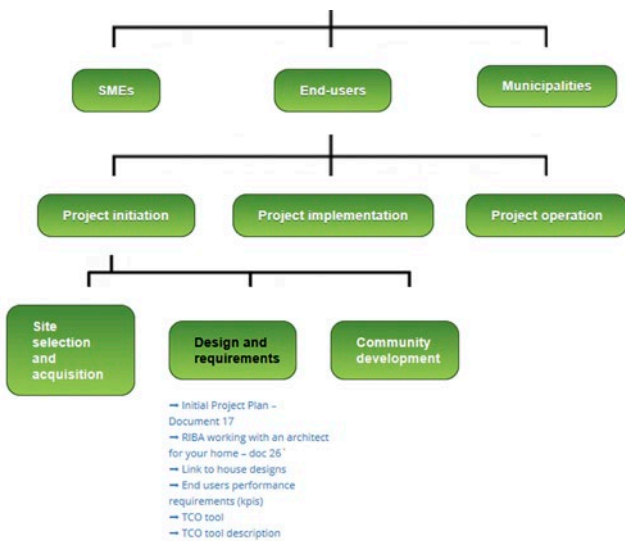 SMEs
End-users
Municipalities
Project initiation
Project implementation
Project operation
Site
selection
and
acquisition
Design and
requirements
Community
development
➞ Initial Project Plan –
Document 17
➞ RIBA working with an architect
for your home – doc 26`
➞ Link to house designs
➞ End users performance
requirements (kpis)
➞ TCO tool
➞ TCO tool description